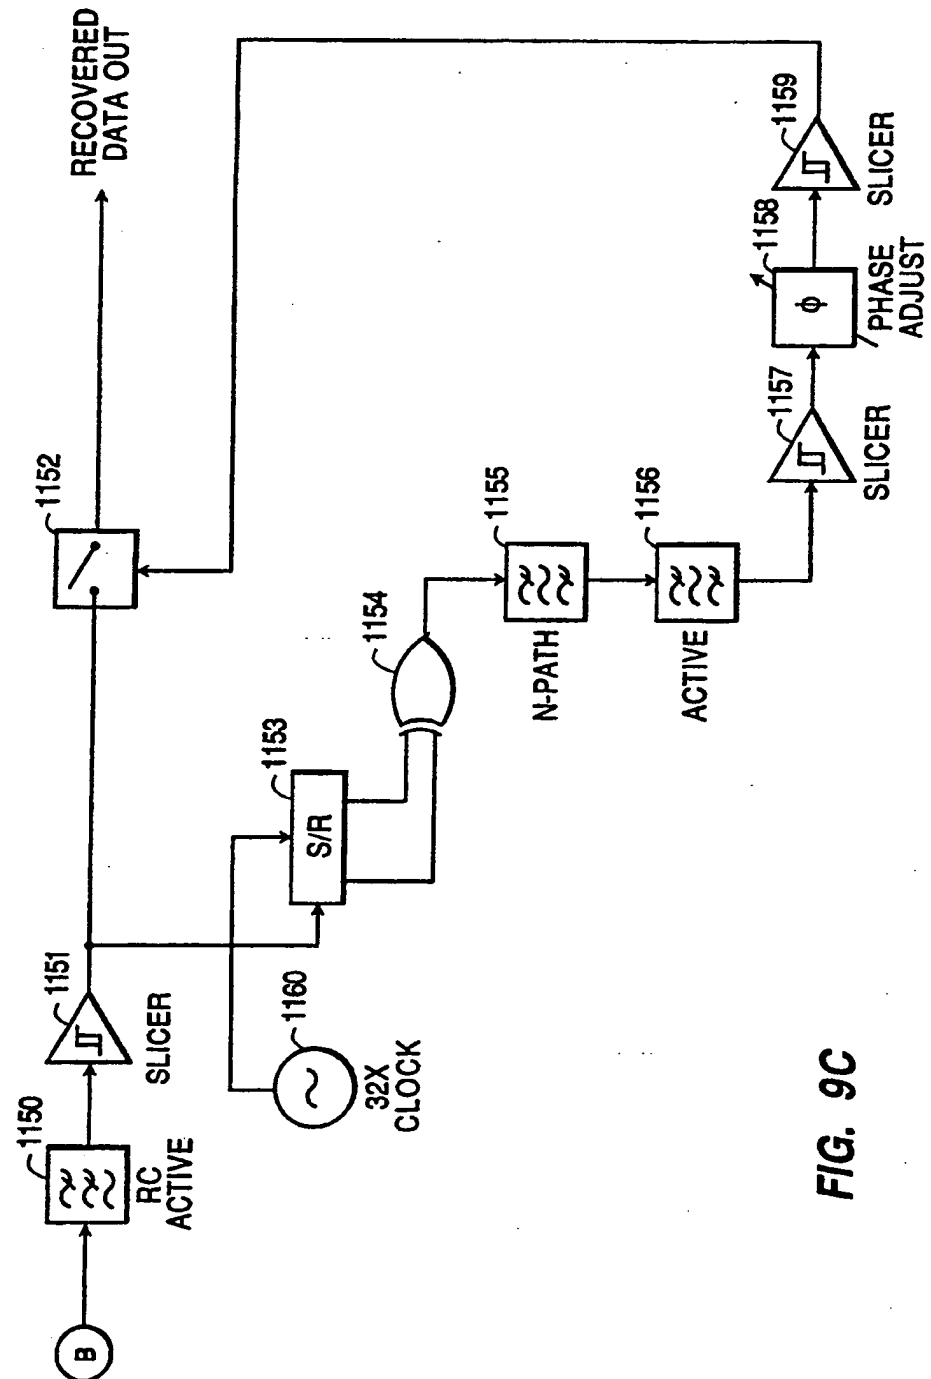 B
1150
RC
ACTIVE
1151
SLICER
1152
RECOVERED
DATA OUT
1160
32X
CLOCK
1153
S/R
1154
1155
N-PATH
1156
ACTIVE
1157
SLICER
1158
ϕ
PHASE
ADJUST
1159
SLICER
FIG. 9C